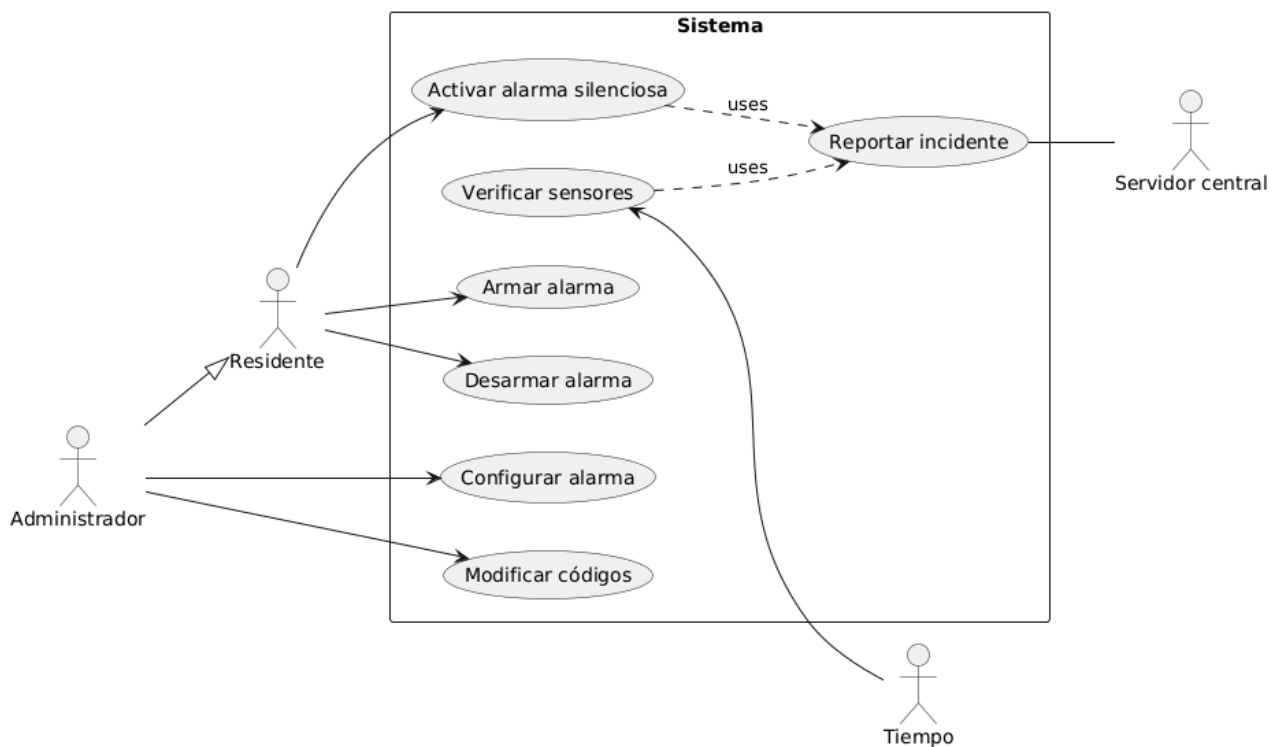 Sistema
Activar alarma silenciosa
uses
Reportar incidente
Servidor central
Verificar sensores
uses
Armar alarma
Residente
Desarmar alarma
Configurar alarma
Administrador
Modificar códigos
Tiempo